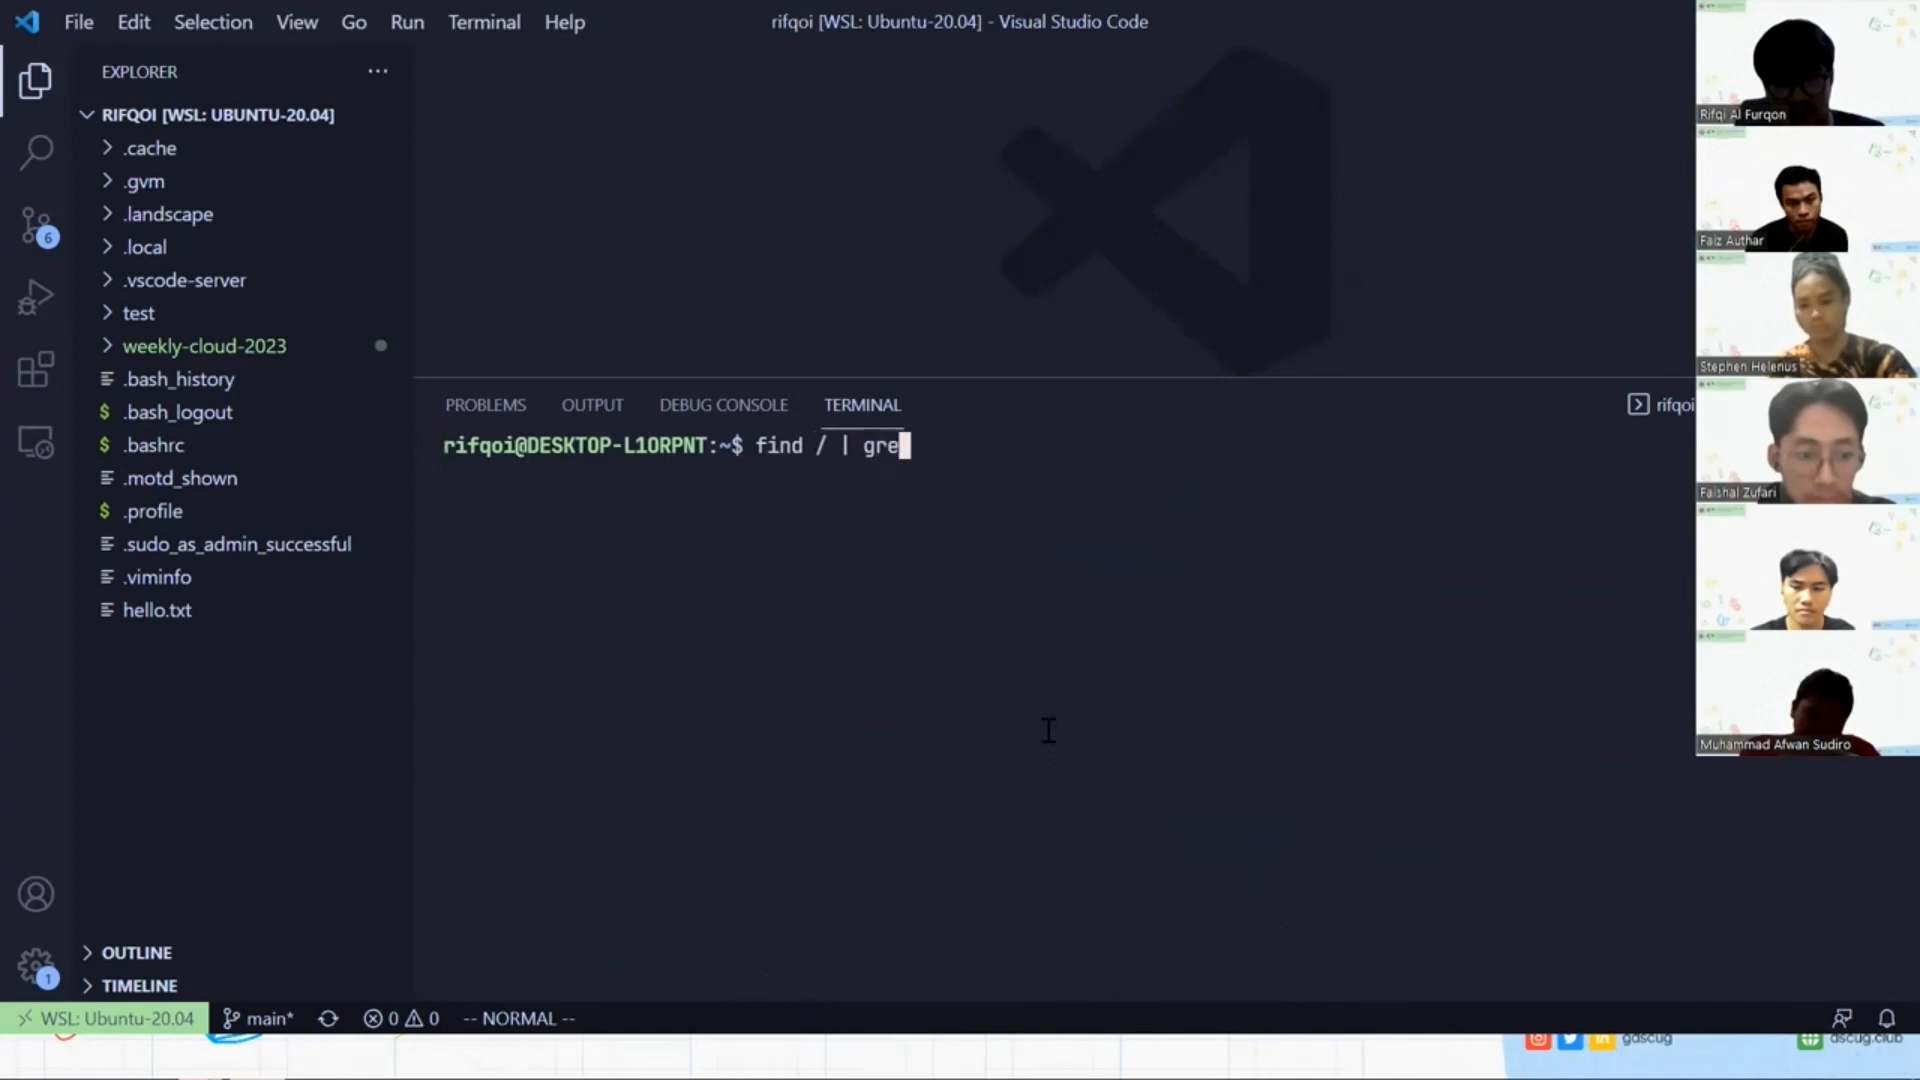 File Edit Selection View Go Run Terminal Help
rifqoi [WSL: Ubuntu-20.04] - Visual Studio Code
EXPLORER
RIFQOI [WSL: UBUNTU-20.04]
.cache
.gvm
.landscape
.local
.vscode-server
test
weekly-cloud-2023
.bash_history
$ .bash_logout
$ .bashrc
.motd_shown
$ .profile
.sudo_as_admin_successful
.viminfo
hello.txt
6
1
OUTLINE
TIMELINE
PROBLEMS OUTPUT DEBUG CONSOLE TERMINAL
rifqoi
rifqoi@DESKTOP-L1ORPNT:~$ find / | gre
Rifqi Al Furqon
Faiz Authar
Stephen Helenus
Faishal Zufari
Muhammad Afwan Sudiro
WSL: Ubuntu-20.04 main* 0 0 -- NORMAL --
gdscug